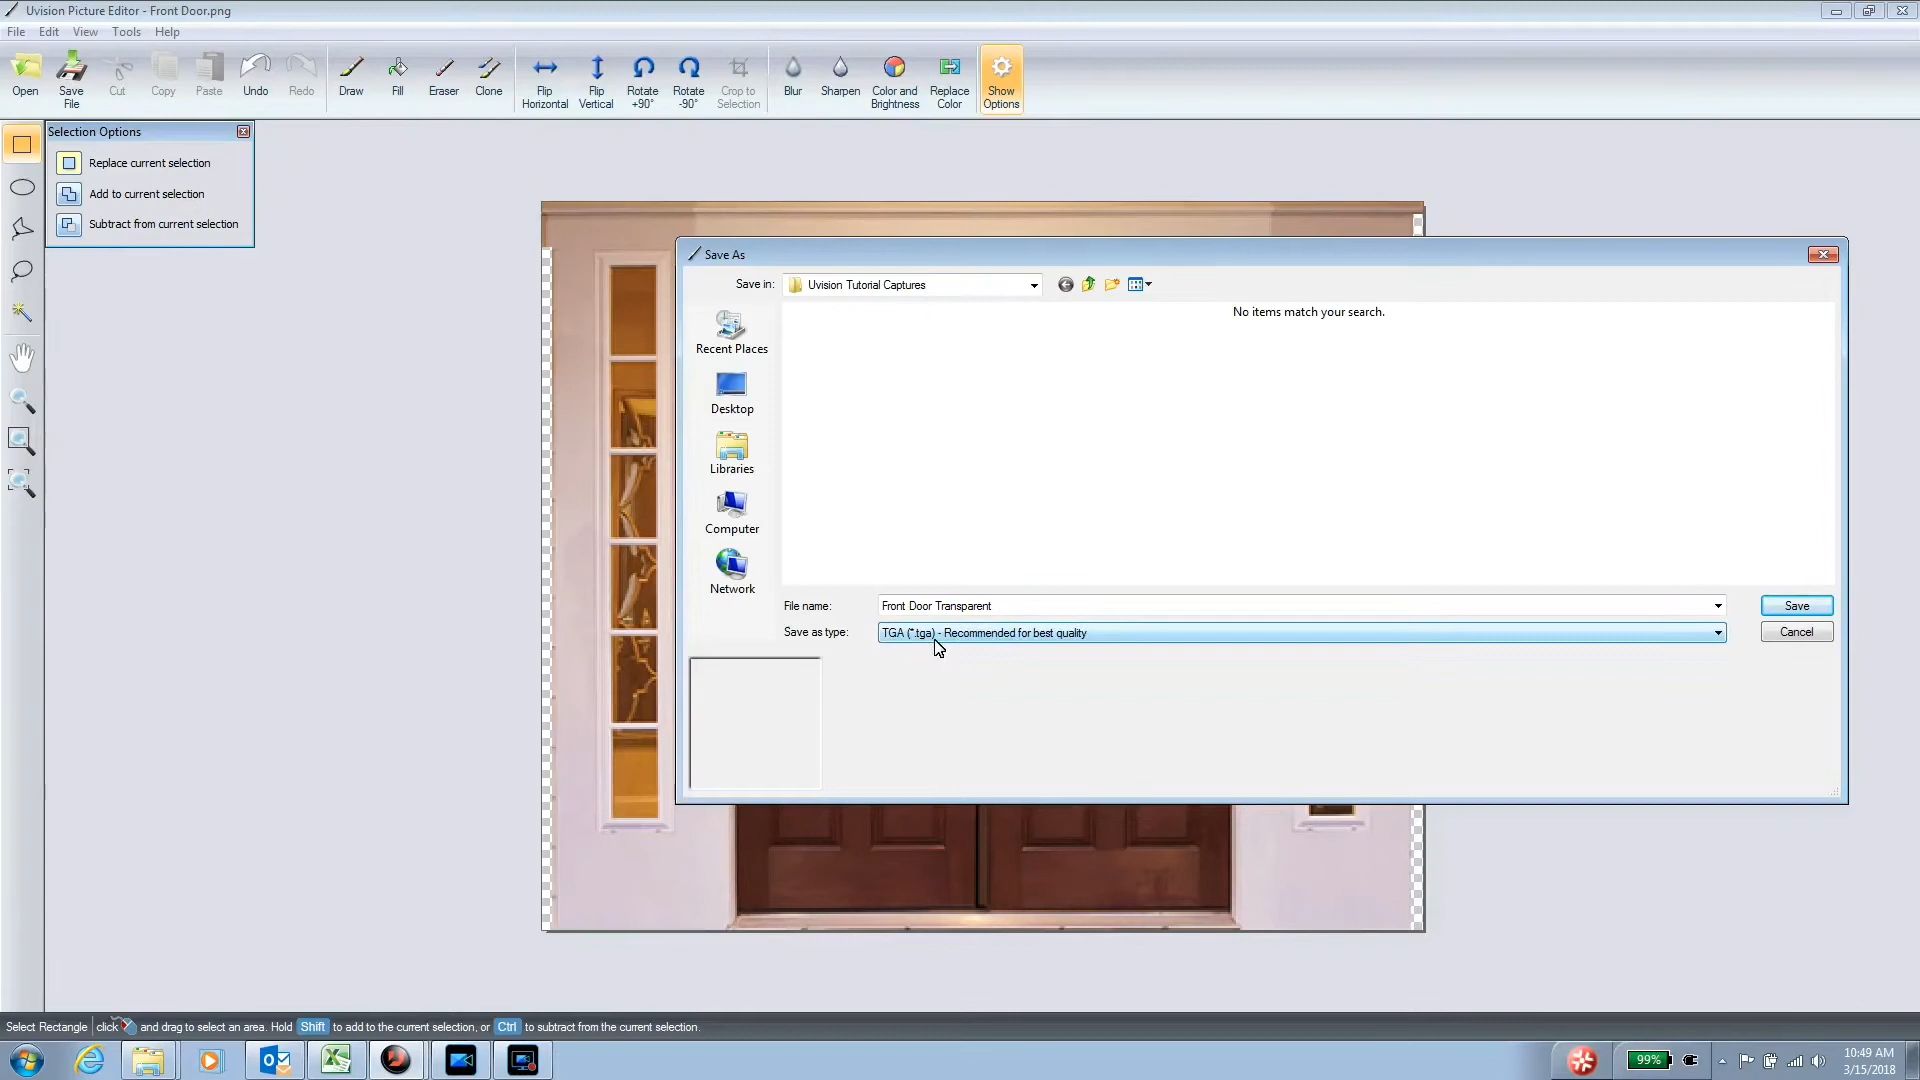 Uvision Picture Editor - Front Door.png
File Edit View Tools Help
Open
Save File
Cut
Copy
Paste
Undo
Redo
Draw
Fill
Eraser
Clone
Flip Horizontal
Flip Vertical
Rotate +90°
Rotate -90°
Crop to Selection
Blur
Sharpen
Color and Brightness
Replace Color
Show Options
Selection Options
Replace current selection
Add to current selection
Subtract from current selection
Save As
Save in: Uvision Tutorial Captures
No items match your search.
Recent Places
Desktop
Libraries
Computer
Network
File name: Front Door Transparent Save
Save as type: TGA (*.tga) - Recommended for best quality Cancel
Select Rectangle click and drag to select an area. Hold Shift to add to the current selection, or Ctrl to subtract from the current selection.
99%
10:49 AM
3/15/2018